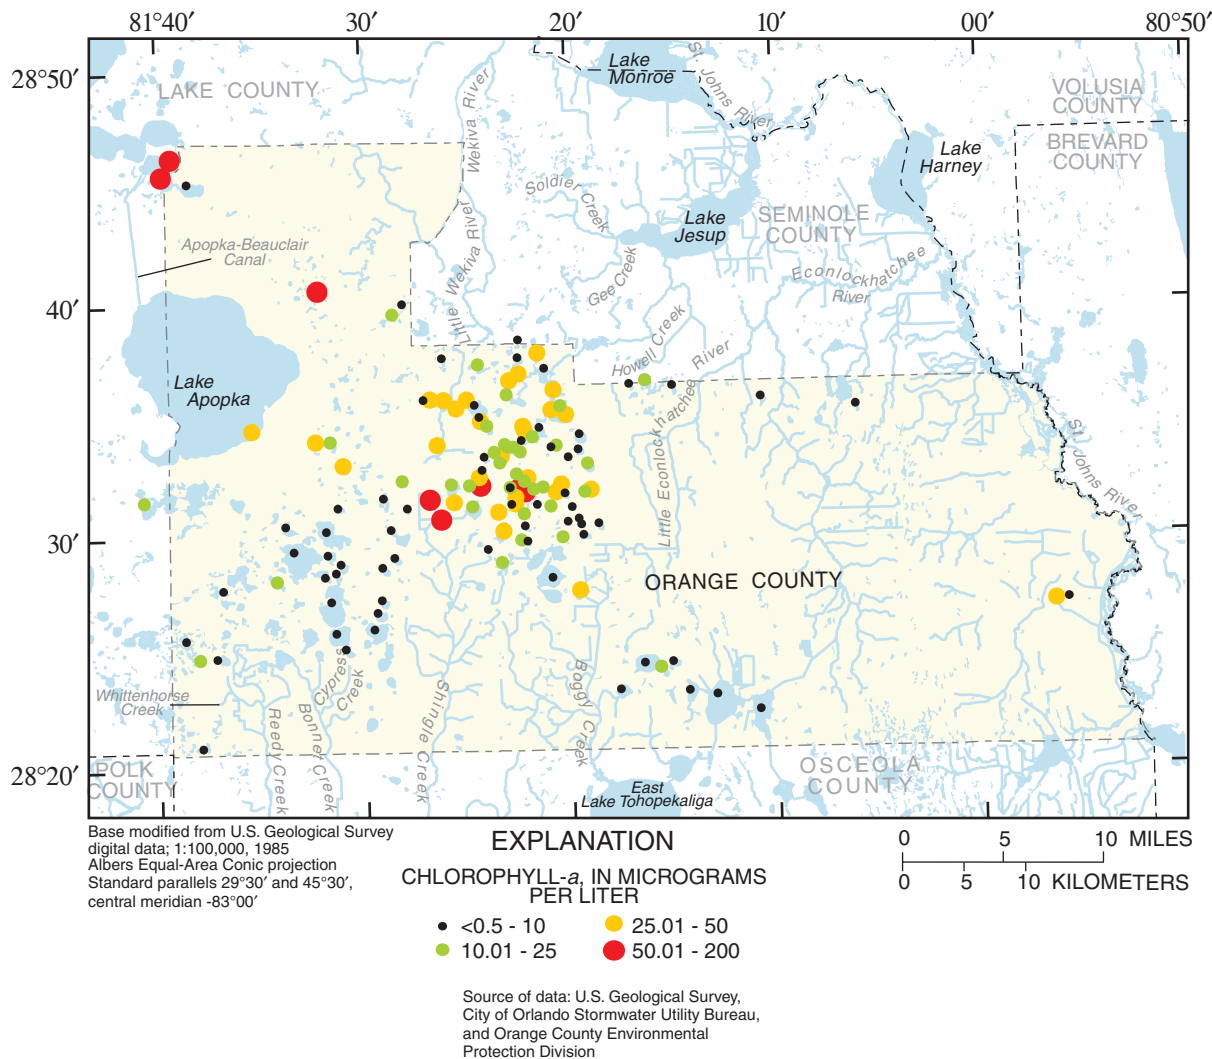 81°40′ 30′ 20′ 10′ 00′ 80°50′
28°50′
40′
30′
28°20′
LAKE COUNTY
Lake
Monroe
St. Johns River
VOLUSIA
COUNTY
BREVARD
COUNTY
Lake
Harney
Wekiva River
Soldier Creek
Lake
Jesup
SEMINOLE
COUNTY
Apopka-Beauclair
Canal
Little Wekiva River
Gee Creek
Econlockhatchee
River
Howell Creek
Lake
Apopka
Little Econlockhatchee River
St. Johns River
ORANGE COUNTY
Whittenhorse
Creek
Cypress
Creek
Reedy Creek
Bonnet Creek
Shingle Creek
Boggy Creek
POLK
COUNTY
OSCEOLA
COUNTY
East
Lake Tohopekaliga
Base modified from U.S. Geological Survey
digital data; 1:100,000, 1985
Albers Equal-Area Conic projection
Standard parallels 29°30′ and 45°30′,
central meridian -83°00′
EXPLANATION
CHLOROPHYLL-a, IN MICROGRAMS
PER LITER
<0.5 - 10
10.01 - 25
25.01 - 50
50.01 - 200
0 5 10 MILES
0 5 10 KILOMETERS
Source of data: U.S. Geological Survey,
City of Orlando Stormwater Utility Bureau,
and Orange County Environmental
Protection Division